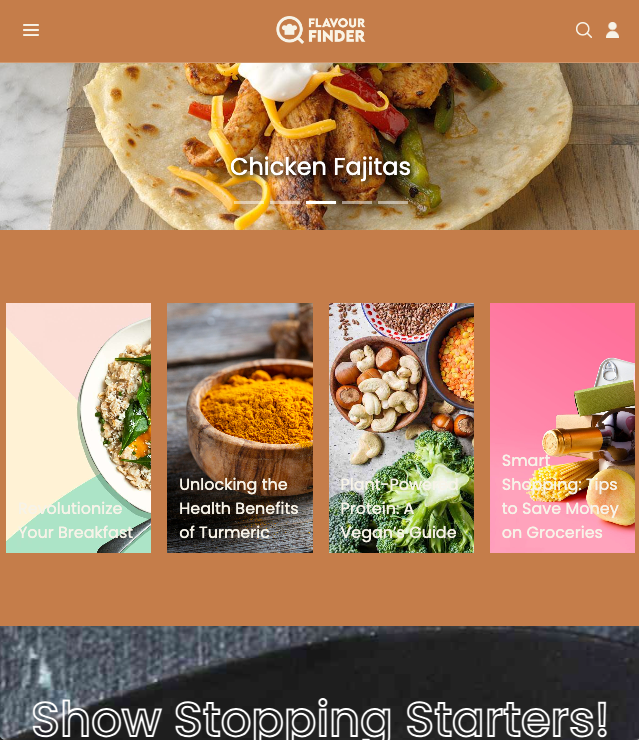 FLAVOUR
FINDER
Chicken Fajitas
Revolutionize
Your Breakfast
Unlocking the
Health Benefits
of Turmeric
Plant-Powered
Protein: A
Vegan's Guide
Smart
Shopping: Tips
to Save Money
on Groceries
Show Stopping Starters!